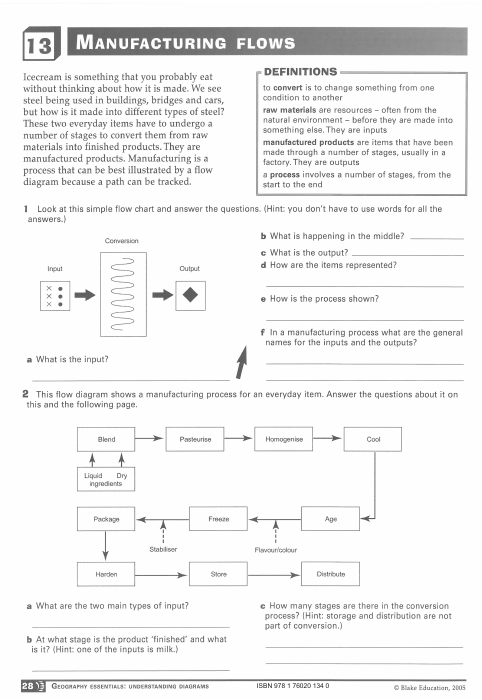 13 MANUFACTURING FLOWS
Icecream is something that you probably eat
without thinking about how it is made. We see
steel being used in buildings, bridges and cars,
but how is it made into different types of steel?
These two everyday items have to undergo a
number of stages to convert them from raw
materials into finished products. They are
manufactured products. Manufacturing is a
process that can be best illustrated by a flow
diagram because a path can be tracked.
DEFINITIONS
to convert is to change something from one
condition to another
raw materials are resources – often from the
natural environment – before they are made into
something else. They are inputs
manufactured products are items that have been
made through a number of stages, usually in a
factory. They are outputs
a process involves a number of stages, from the
start to the end
1 Look at this simple flow chart and answer the questions. (Hint: you don't have to use words for all the
answers.)
Conversion
Input
Output
a What is the input?
b What is happening in the middle?
c What is the output?
d How are the items represented?
e How is the process shown?
f In a manufacturing process what are the general
names for the inputs and the outputs?
2 This flow diagram shows a manufacturing process for an everyday item. Answer the questions about it on
this and the following page.
Blend
Pasteurise
Homogenise
Cool
Liquid Dry
ingredients
Package
Freeze
Age
Stabiliser
Flavour/colour
Harden
Store
Distribute
a What are the two main types of input?
b At what stage is the product 'finished' and what
is it? (Hint: one of the inputs is milk.)
c How many stages are there in the conversion
process? (Hint: storage and distribution are not
part of conversion.)
28 GEOGRAPHY ESSENTIALS: UNDERSTANDING DIAGRAMS
ISBN 978 1 76020 134 0
© Blake Education, 2005